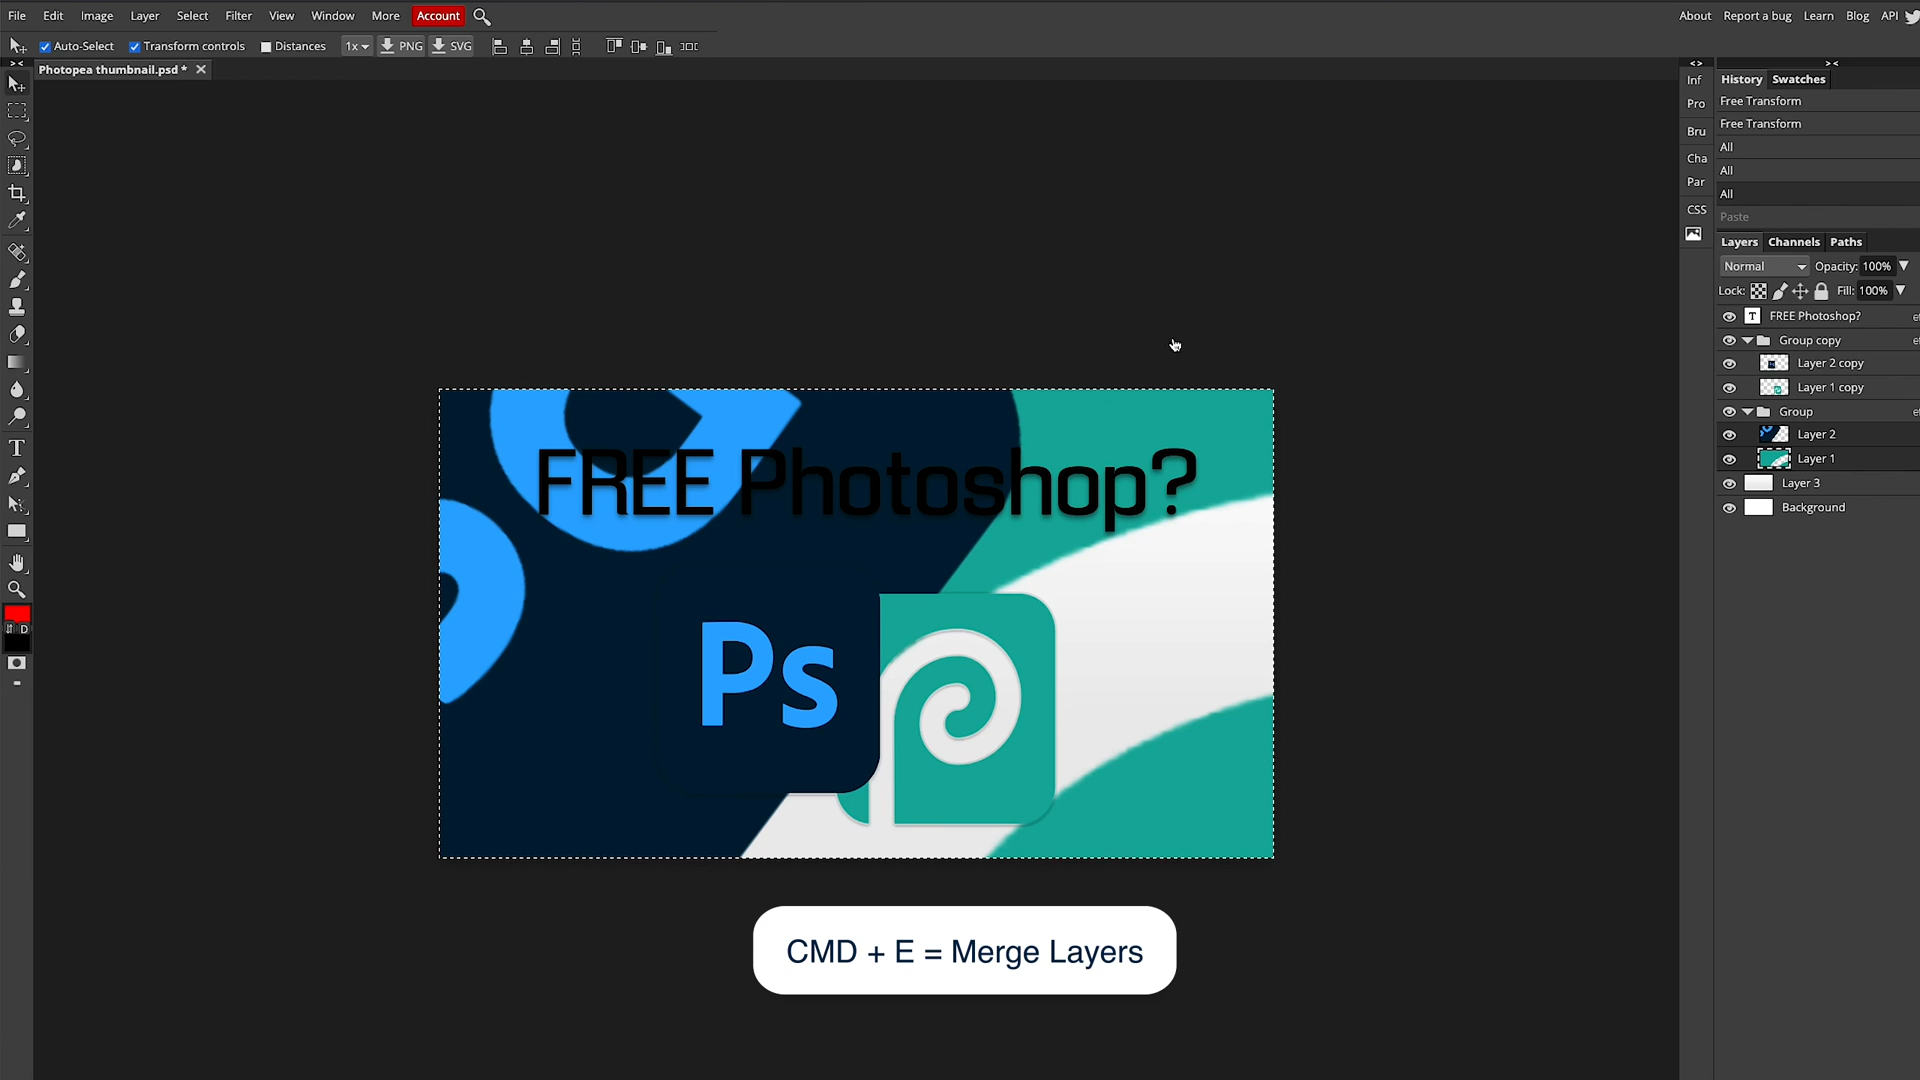 File Edit Image Layer Select Filter View Window More Account About Report a bug Learn Blog API
Auto-Select Transform controls Distances 1x PNG SVG
Photopea thumbnail.psd *
Inf
Pro
Bru
Cha
Par
CSS
History Swatches
Free Transform
Free Transform
All
All
All
Paste
Layers Channels Paths
Normal Opacity: 100%
Lock: Fill: 100%
T FREE Photoshop?
Group copy
Layer 2 copy
Layer 1 copy
Group
Layer 2
Layer 1
Layer 3
Background
D
FREE Photoshop?
Ps
CMD + E = Merge Layers